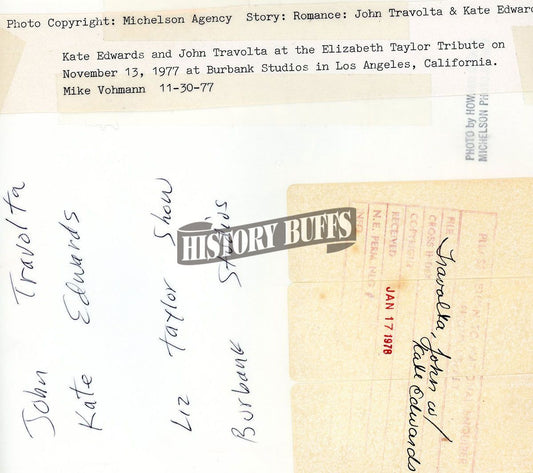 Photo Copyright: Michelson Agency  Story: Romance: John Travolta & Kate Edward
Kate Edwards and John Travolta at the Elizabeth Taylor Tribute on
November 13, 1977 at Burbank Studios in Los Angeles, California.
Mike Vohmann  11-30-77
PHOTO by HOW
MICHELSON PH
John Travolta
Kate Edwards
Liz Taylor Show
Burbank Studios
HISTORY BUFFS
RECEIVED
JAN 17 1978
Travolta, John w/
Kate Edwards